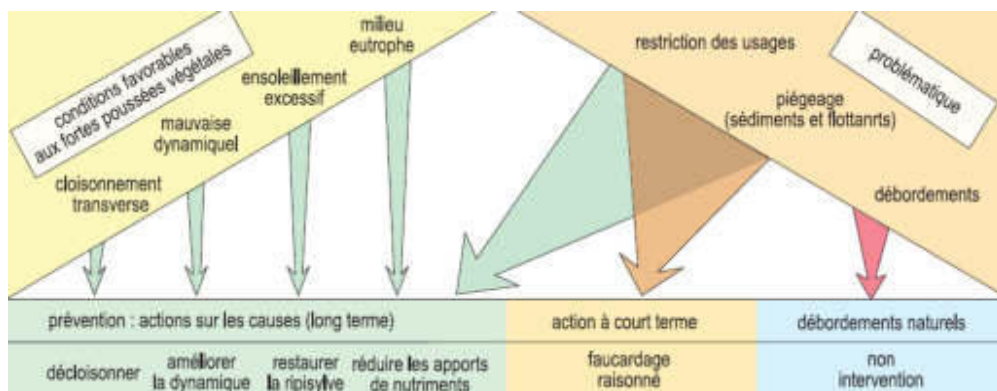 conditions favorables
aux fortes poussées végétales
milieu
eutrophe
ensoleillement
excessif
mauvaise
dynamiquel
cloisonnement
transverse
restriction des usages
problématique
piégeage
(sédiments et flottanrts)
débordements
prévention : actions sur les causes (long terme)
action à court terme
débordements naturels
décloisonner
améliorer
la dynamique
restaurer
la ripisylve
réduire les apports
de nutriments
faucardage
raisonné
non
intervention